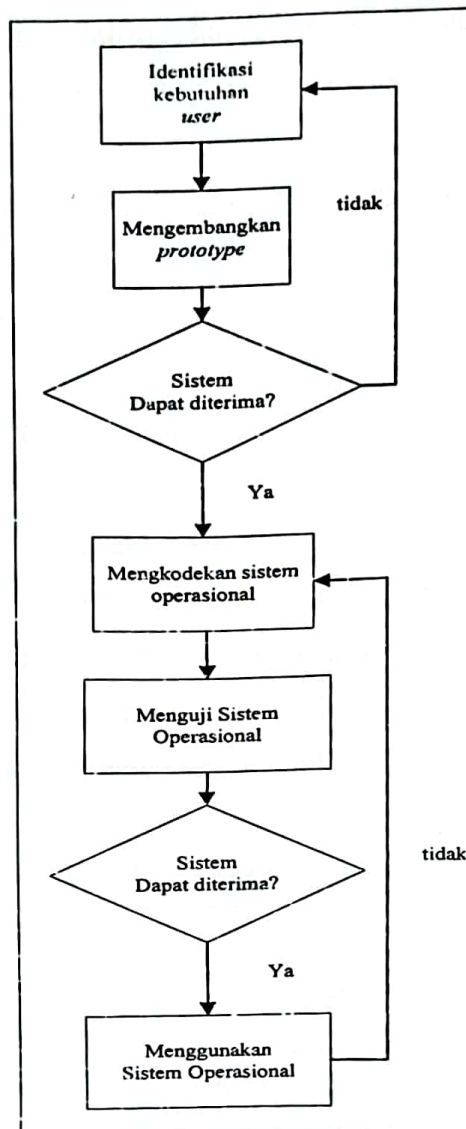 Identifikasi
kebutuhan
user
tidak
Mengembangkan
prototype
Sistem
Dapat diterima?
Ya
Mengkodekan sistem
operasional
Menguji Sistem
Operasional
Sistem
Dapat diterima?
tidak
Ya
Menggunakan
Sistem Operasional